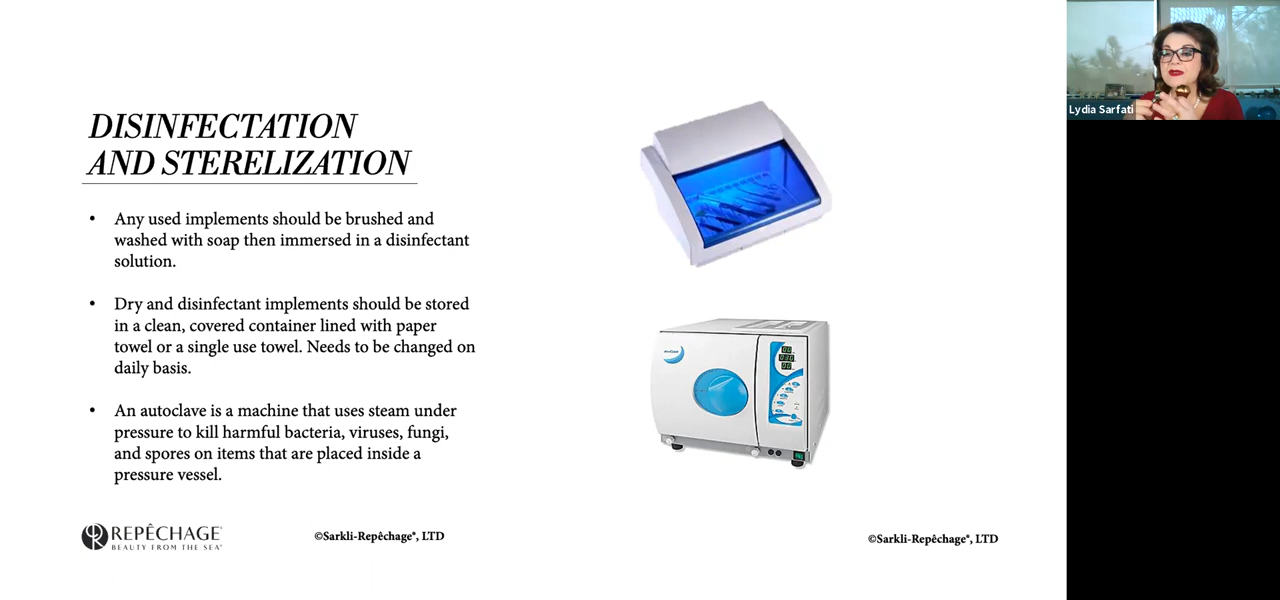 DISINFECTATION
AND STERELIZATION
• Any used implements should be brushed and
washed with soap then immersed in a disinfectant
solution.
• Dry and disinfectant implements should be stored
in a clean, covered container lined with paper
towel or a single use towel. Needs to be changed on
daily basis.
• An autoclave is a machine that uses steam under
pressure to kill harmful bacteria, viruses, fungi,
and spores on items that are placed inside a
pressure vessel.
REPÊCHAGE®
BEAUTY FROM THE SEA®
©Sarkli-Repêchage®, LTD
©Sarkli-Repêchage®, LTD
Lydia Sarfati